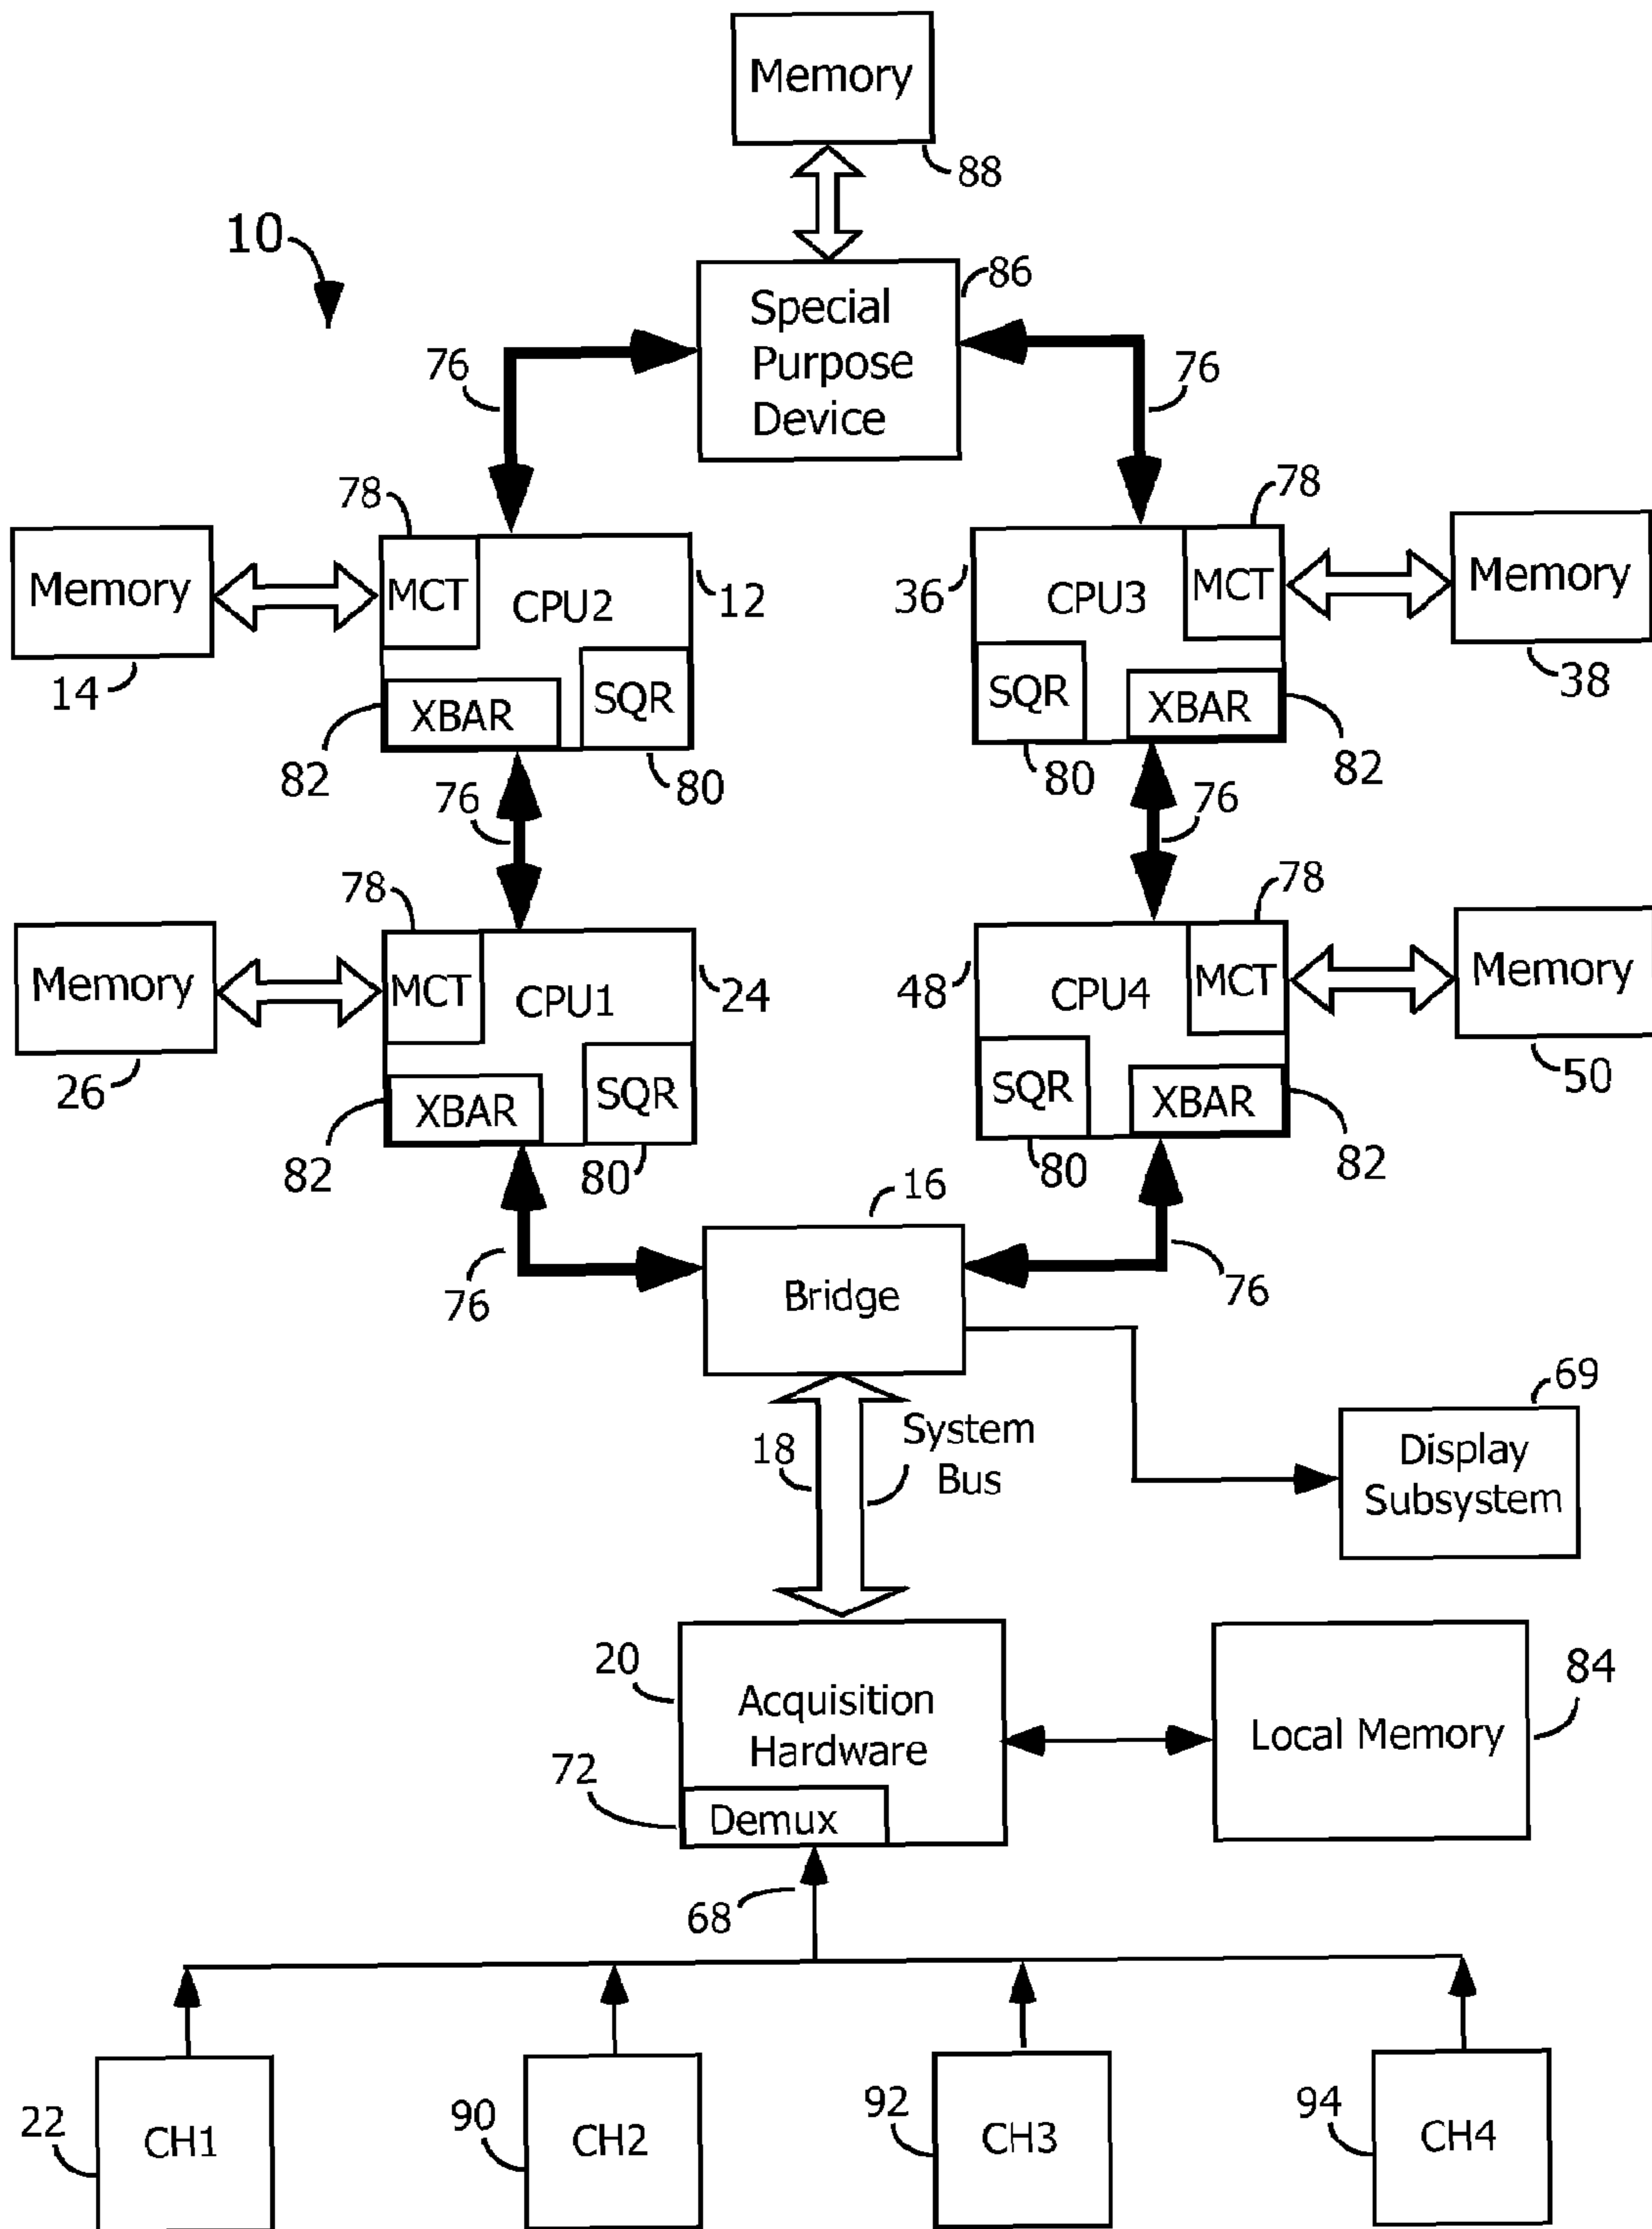 Memory
88
10
86
Special
Purpose
Device
76
76
78
78
Memory
MCT
CPU2
12
36
CPU3
MCT
Memory
14
XBAR
SQR
SQR
XBAR
38
82
80
80
82
76
76
78
78
Memory
MCT
CPU1
24
48
CPU4
MCT
Memory
26
XBAR
SQR
SQR
XBAR
50
82
80
80
82
16
76
Bridge
76
69
18
System
Bus
Display
Subsystem
20
Acquisition
Hardware
Local Memory
84
72
Demux
68
22
CH1
90
CH2
92
CH3
94
CH4